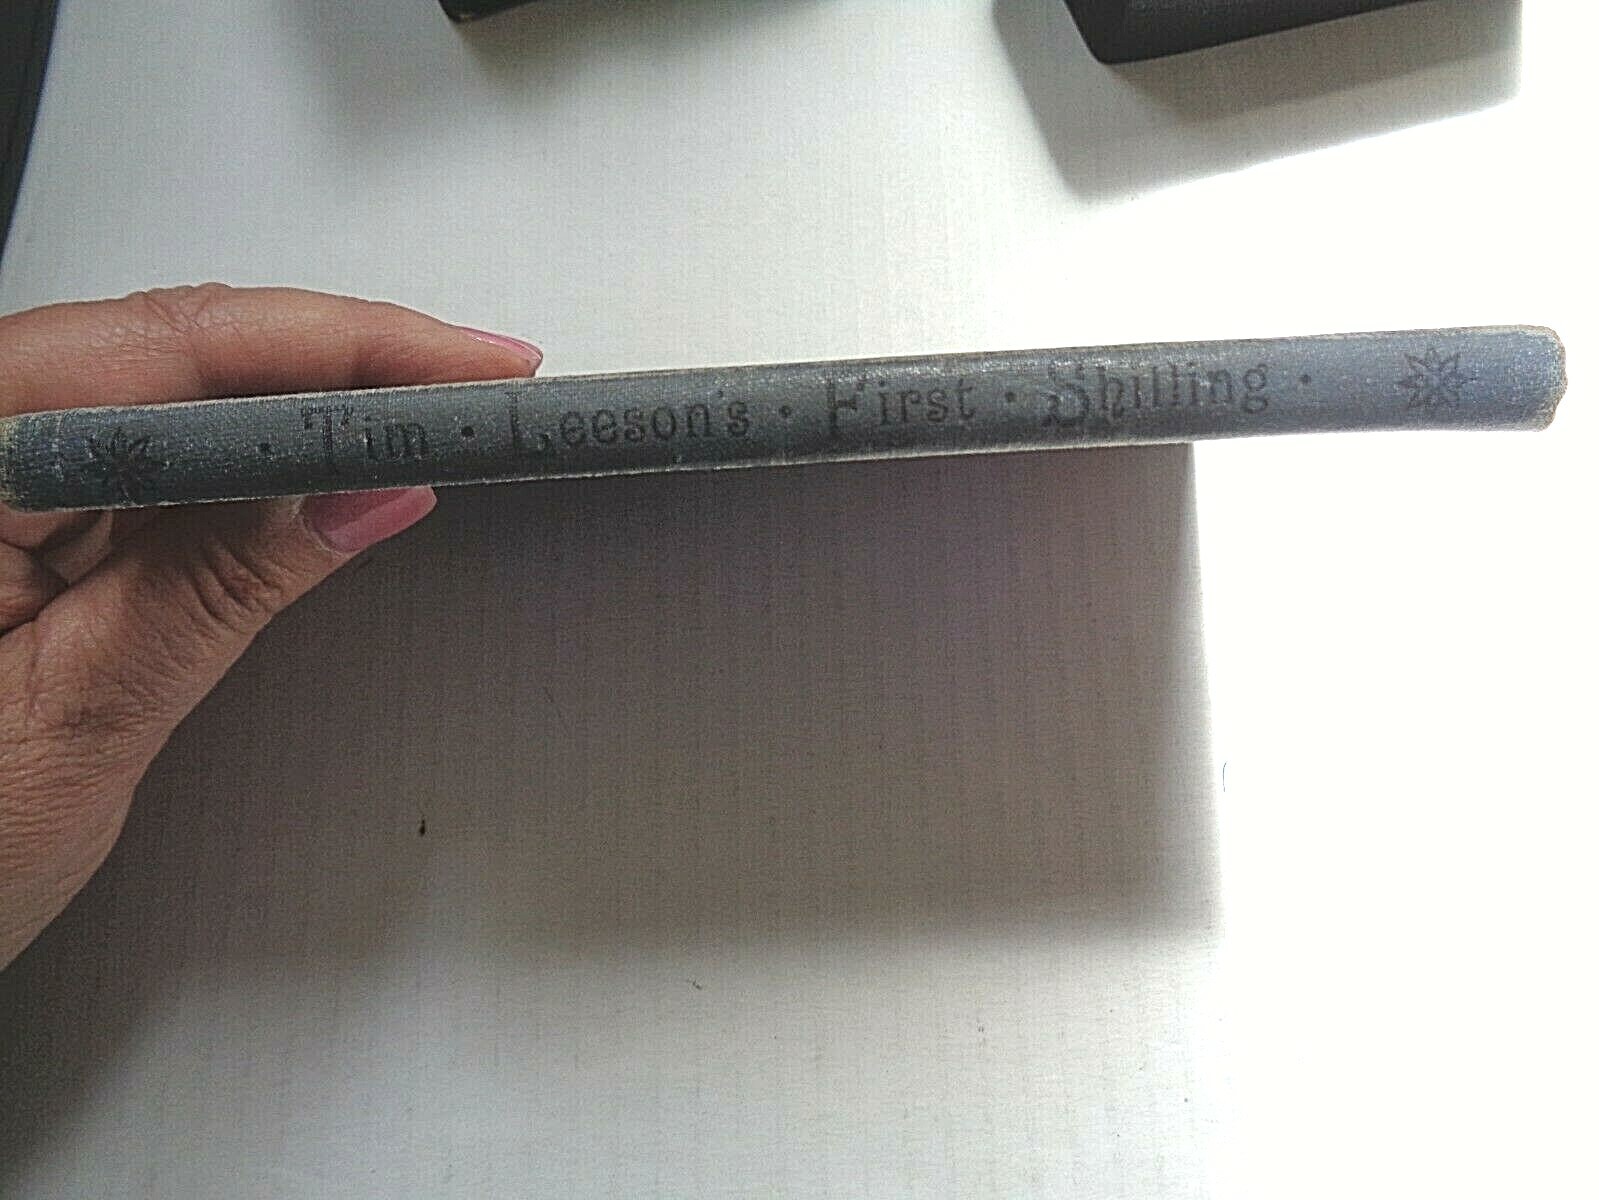 · Tim · Leeson's · First · Shilling ·